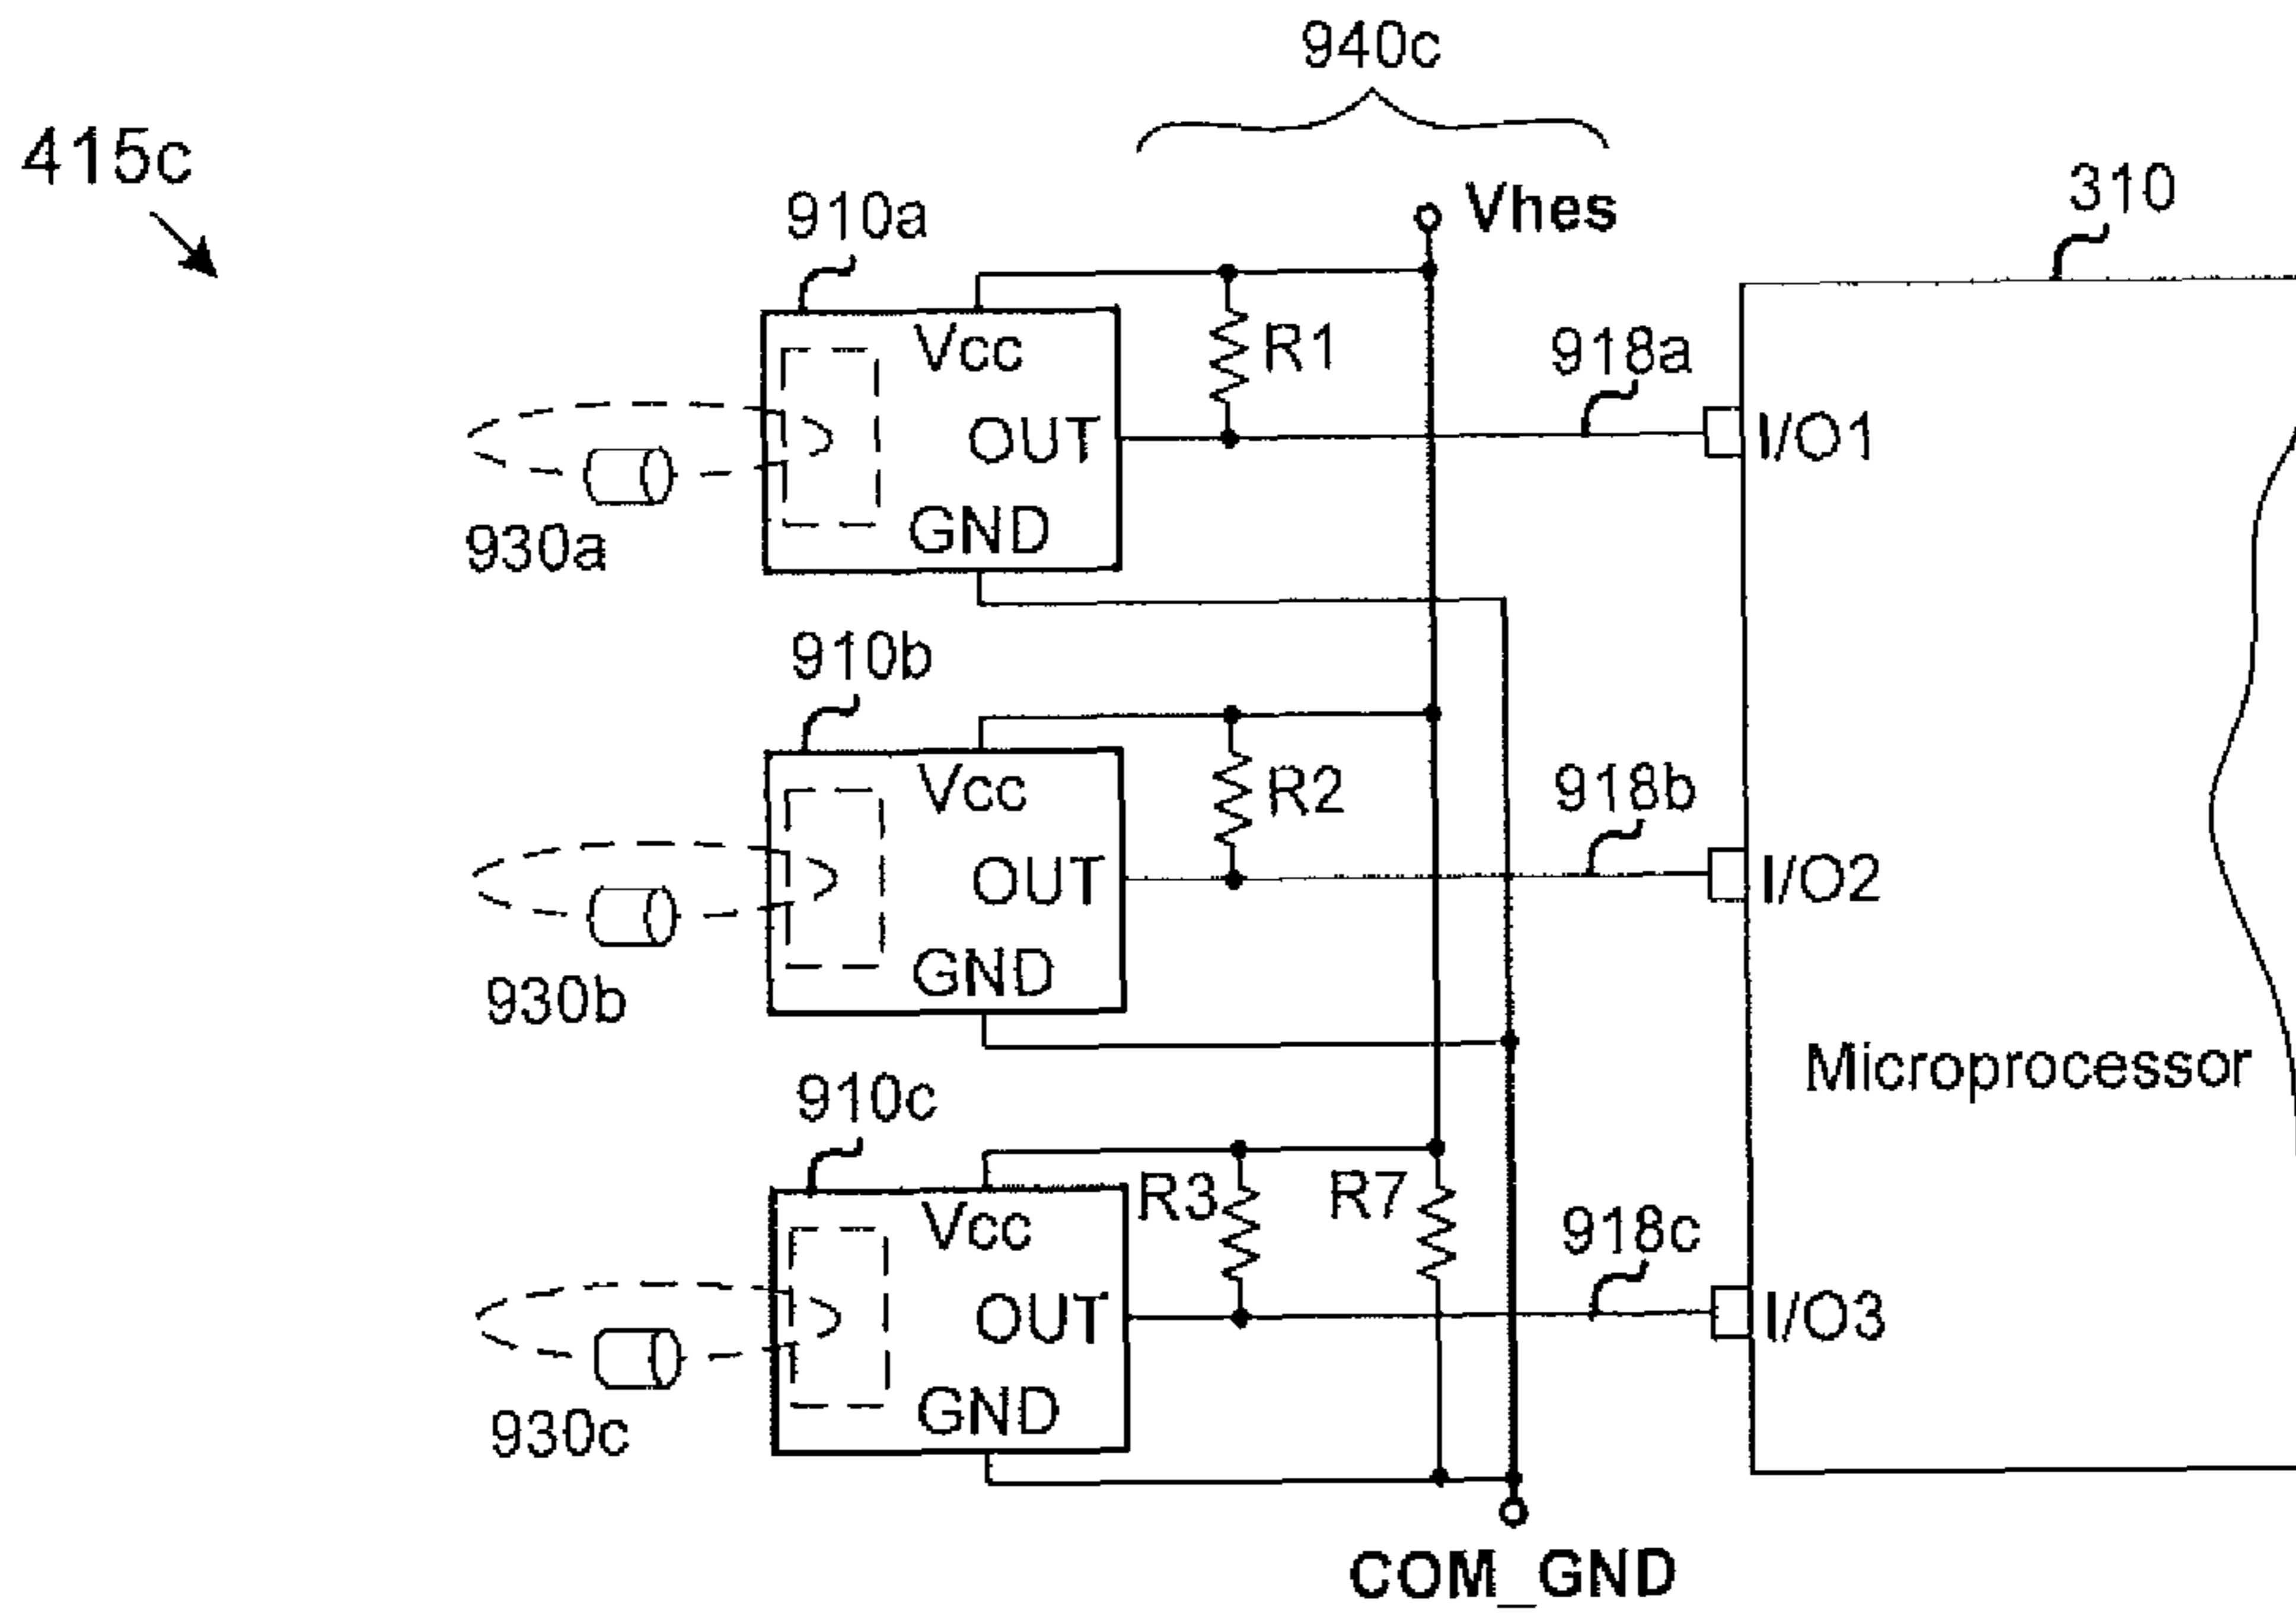 940c
415c
Vhes
310
910a
Vcc
R1
918a
OUT
I/O1
GND
930a
910b
Vcc
R2
918b
OUT
I/O2
GND
930b
Microprocessor
910c
R3
R7
Vcc
918c
OUT
I/O3
GND
930c
COM_GND